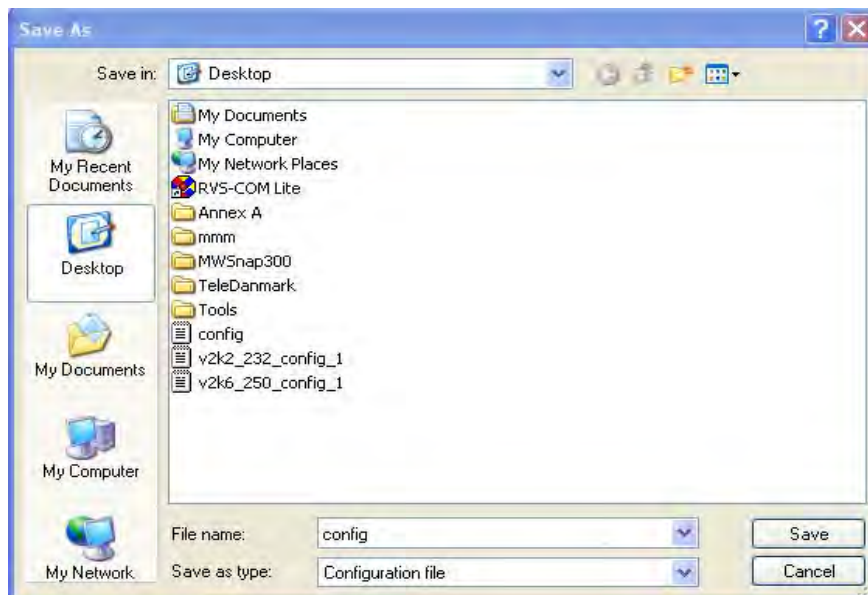 Save As
Save in:
Desktop
My Recent
Documents
Desktop
My Documents
My Computer
My Network
My Documents
My Computer
My Network Places
RVS-COM Lite
Annex A
mmm
MWSnap300
TeleDanmark
Tools
config
v2k2_232_config_1
v2k6_250_config_1
File name:
config
Save
Save as type:
Configuration file
Cancel